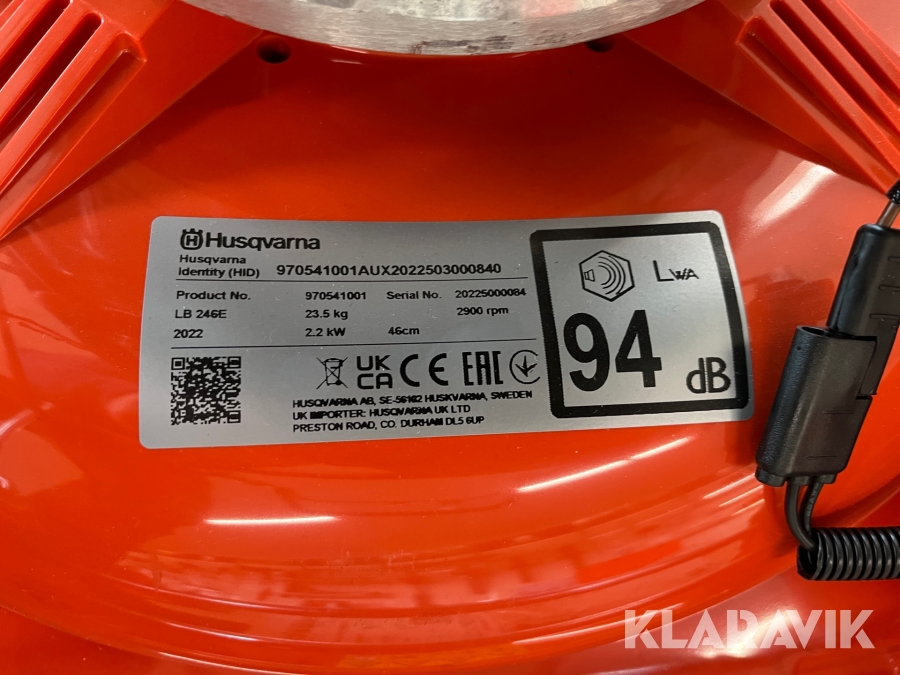 Husqvarna
Husqvarna
Identity (HID) 970541001AUX2022503000840
Product No. 970541001 Serial No. 20225000084
LB 246E 23.5 kg 2900 rpm
2022 2.2 kW 46cm
UK CA CE EAC
HUSQVARNA AB, SE-56182 HUSKVARNA, SWEDEN
UK IMPORTER: HUSQVARNA UK LTD
PRESTON ROAD, CO. DURHAM DL5 6UP
LWA
94
dB
KLARAVIK